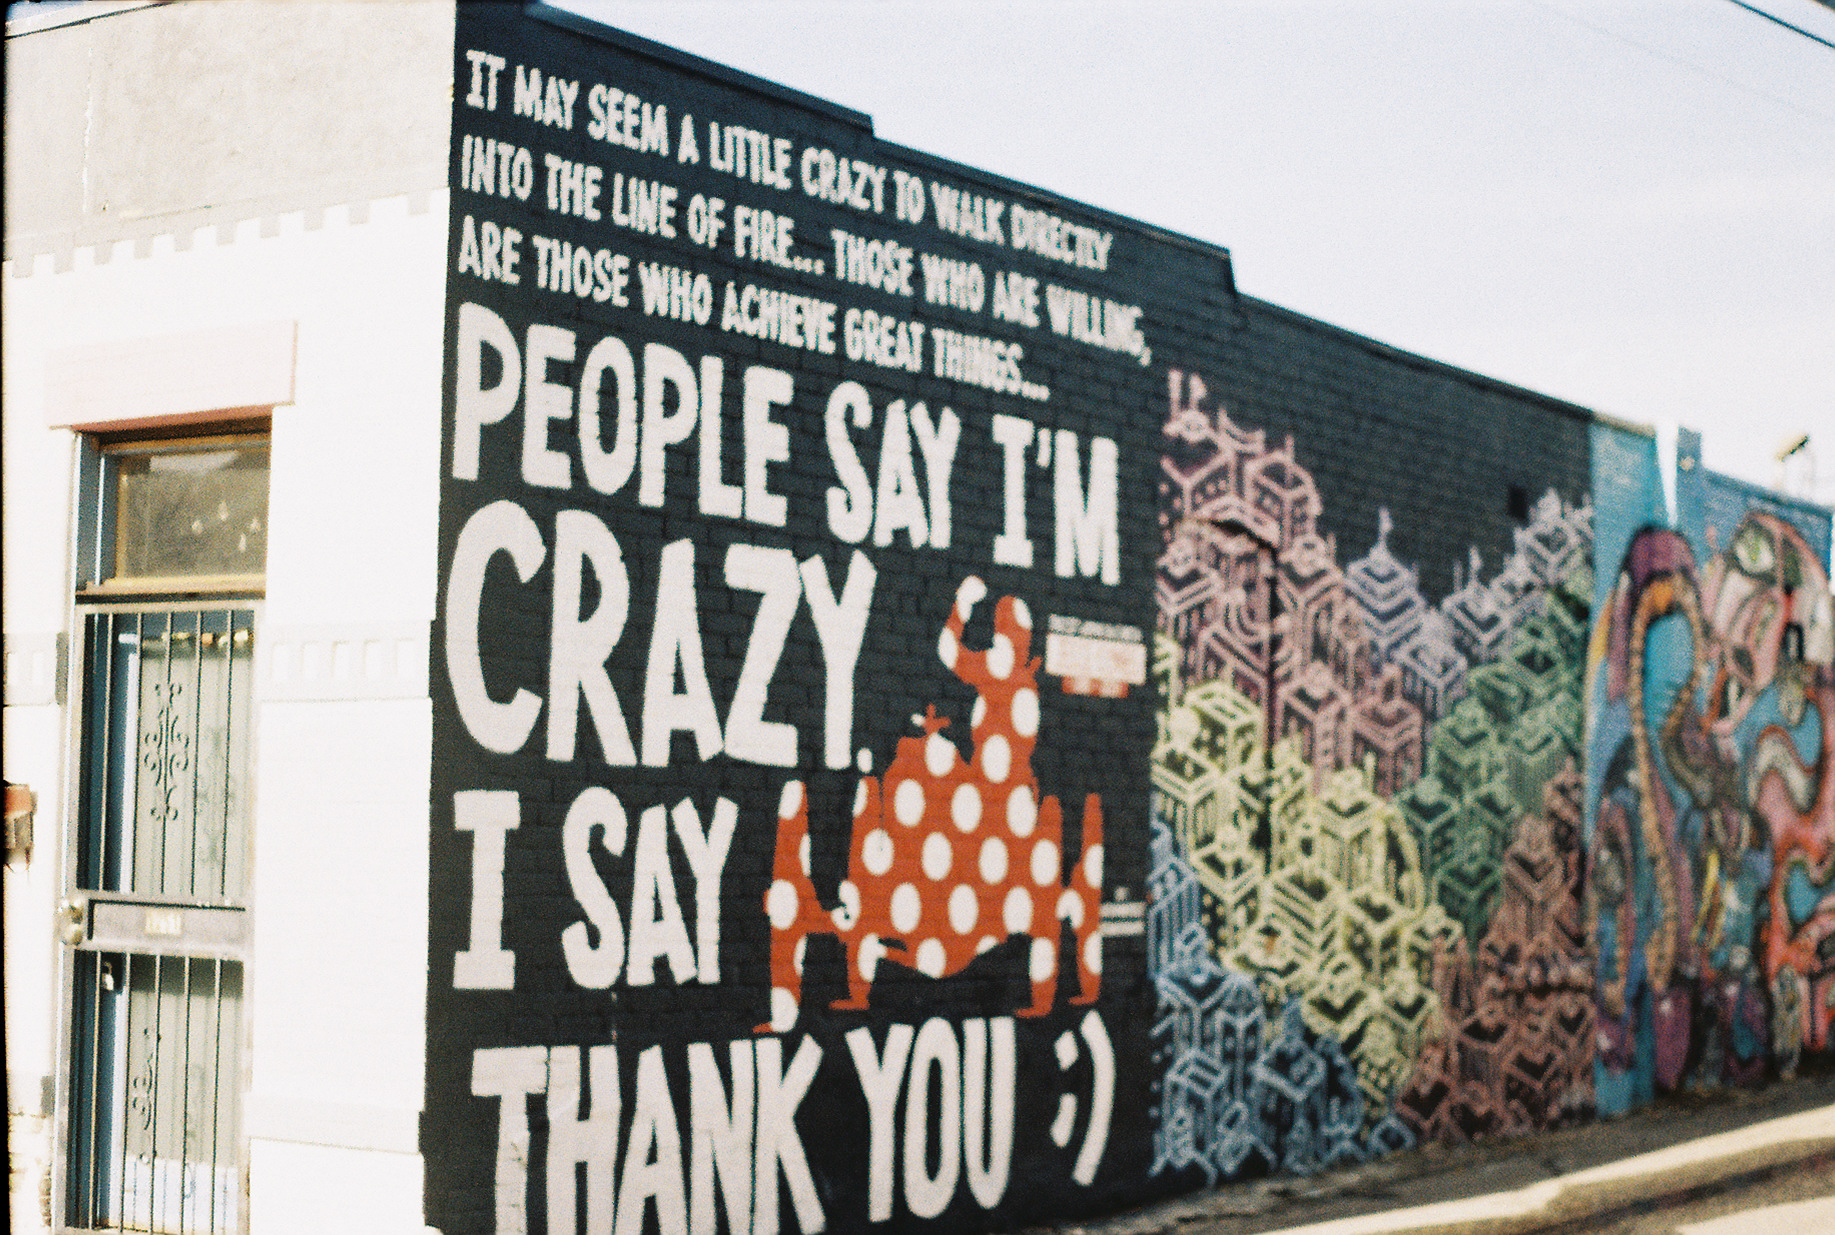 IT MAY SEEM A LITTLE CRAZY TO WALK DIRECTLY
INTO THE LINE OF FIRE... THOSE WHO ARE WILLING,
ARE THOSE WHO ACHIEVE GREAT THINGS...
PEOPLE SAY I'M
CRAZY.
I SAY
THANK YOU ;)